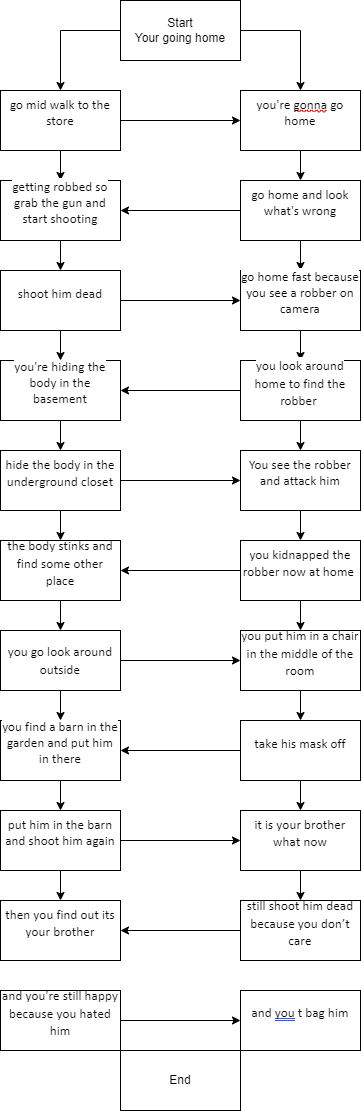 Start
Your going home
go mid walk to the
store
you're gonna go
home
getting robbed so
grab the gun and
start shooting
go home and look
what's wrong
shoot him dead
go home fast because
you see a robber on
camera
you're hiding the
body in the
basement
you look around
home to find the
robber
hide the body in the
underground closet
You see the robber
and attack him
the body stinks and
find some other
place
you kidnapped the
robber now at home
you go look around
outside
you put him in a chair
in the middle of the
room
you find a barn in the
garden and put him
in there
take his mask off
put him in the barn
and shoot him again
it is your brother
what now
then you find out its
your brother
still shoot him dead
because you don't
care
and you're still happy
because you hated
him
and you t bag him
End